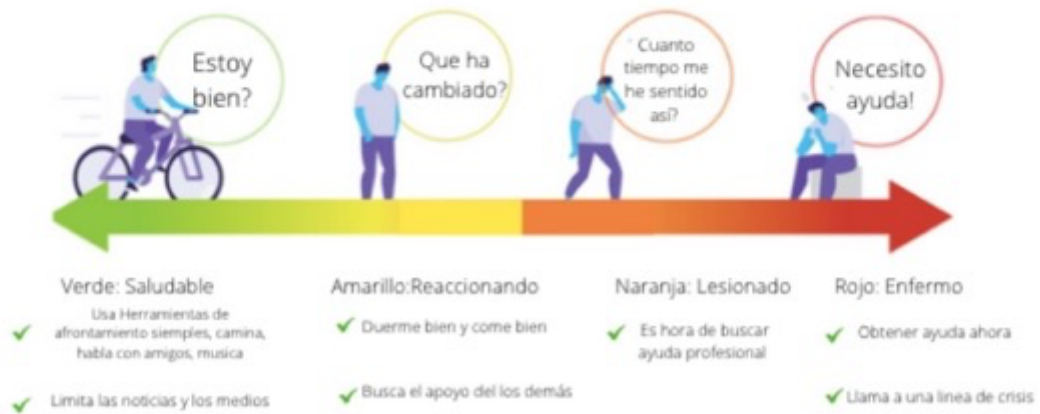 Estoy
bien?
Que ha
cambiado?
Cuanto
tiempo me
he sentido
así?
Necesito
ayuda!
Verde: Saludable
Usa Herramientas de
afrontamiento siemples, camina,
habla con amigos, musica
Limita las noticias y los medios
Amarillo:Reaccionando
Duerme bien y come bien
Busca el apoyo del los demás
Naranja: Lesionado
Es hora de buscar
ayuda profesional
Rojo: Enfermo
Obtener ayuda ahora
Llama a una linea de crisis